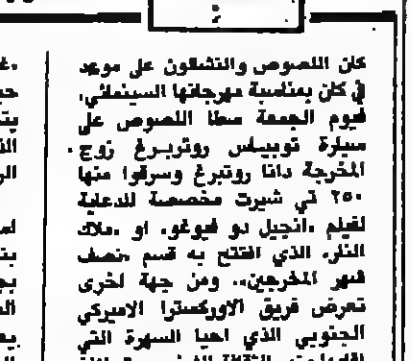 كان اللصوص والنشالون على موعد
في كان بمناسبة مهرجانها السينمائي،
فيوم الجمعة سطا اللصوص على
سيارة توبياس روتبرغ زوج
المخرجة دانا روتبرغ وسرقوا منها
٢٥٠ تي شيرت مخصصة للدعاية
لفيلم «انجيل دو فيوغو، او «ملاك
النار، الذي افتتح به قسم «نصف
شهر المخرجين،. ومن جهة اخرى
تعرض فريق الاوركسترا الاميركي
الجنوبي الذي احيا السهرة التي